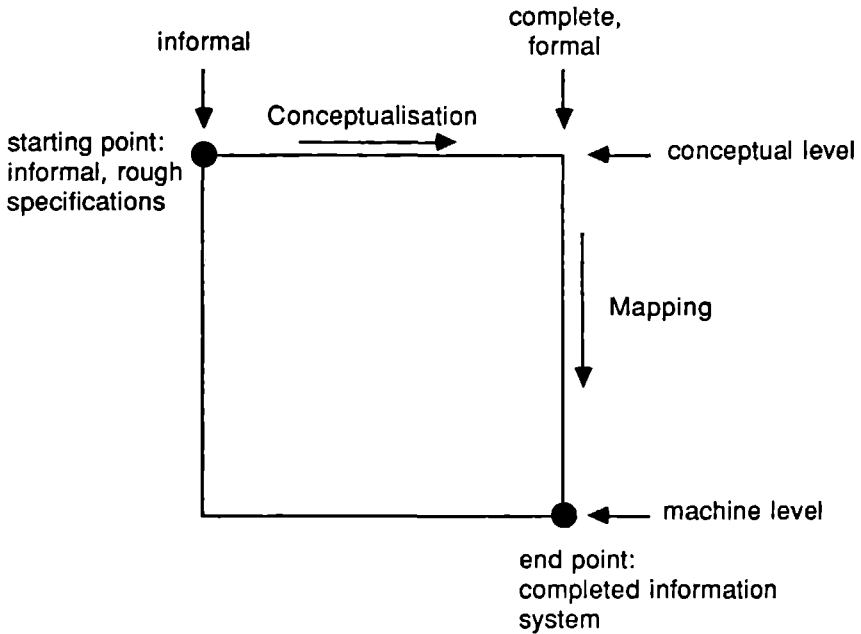 informal
complete,
formal
Conceptualisation
starting point:
informal, rough
specifications
conceptual level
Mapping
machine level
end point:
completed information
system